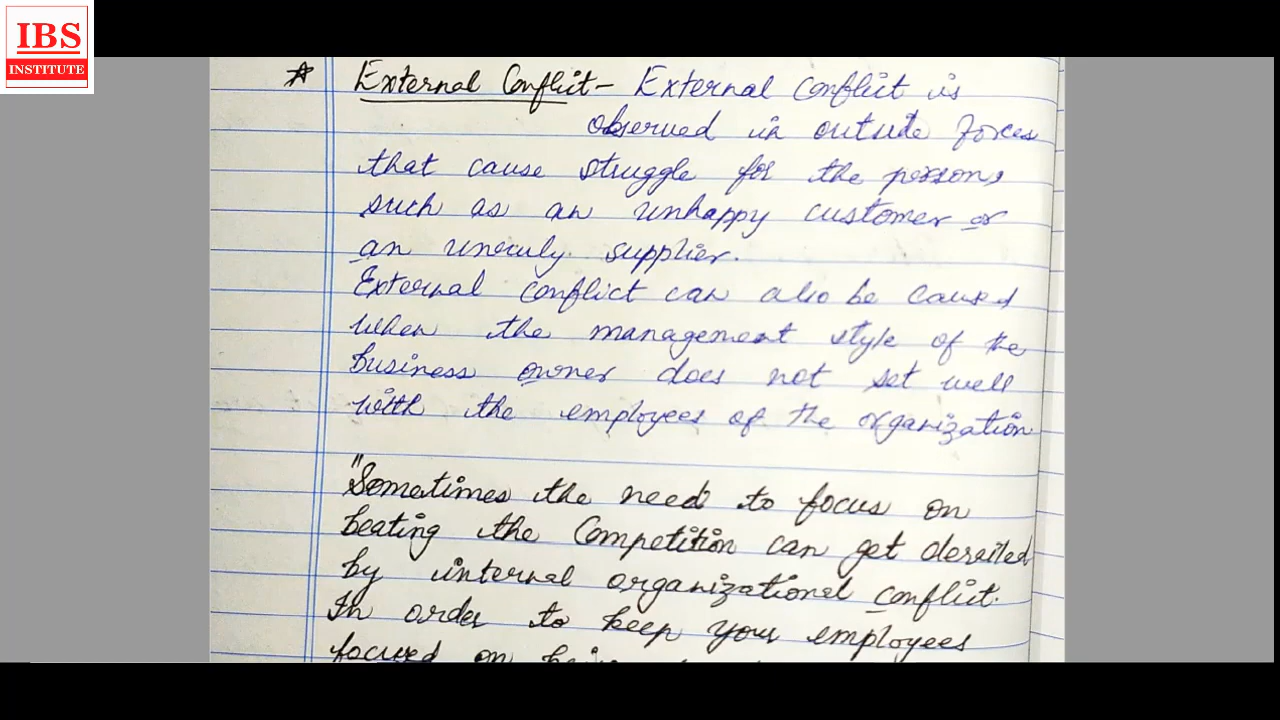 IBS
INSTITUTE
☆ External Conflict- External Conflict is
observed in outside forces
that cause struggle for the person,
such as an unhappy customer or
an unruly supplier.
External conflict can also be caused
when the management style of the
business owner does not set well
with the employees of the organization
"Sometimes the need to focus on
beating the Competition can get derailed
by internal organizational conflict.
In order to keep your employees
focused on